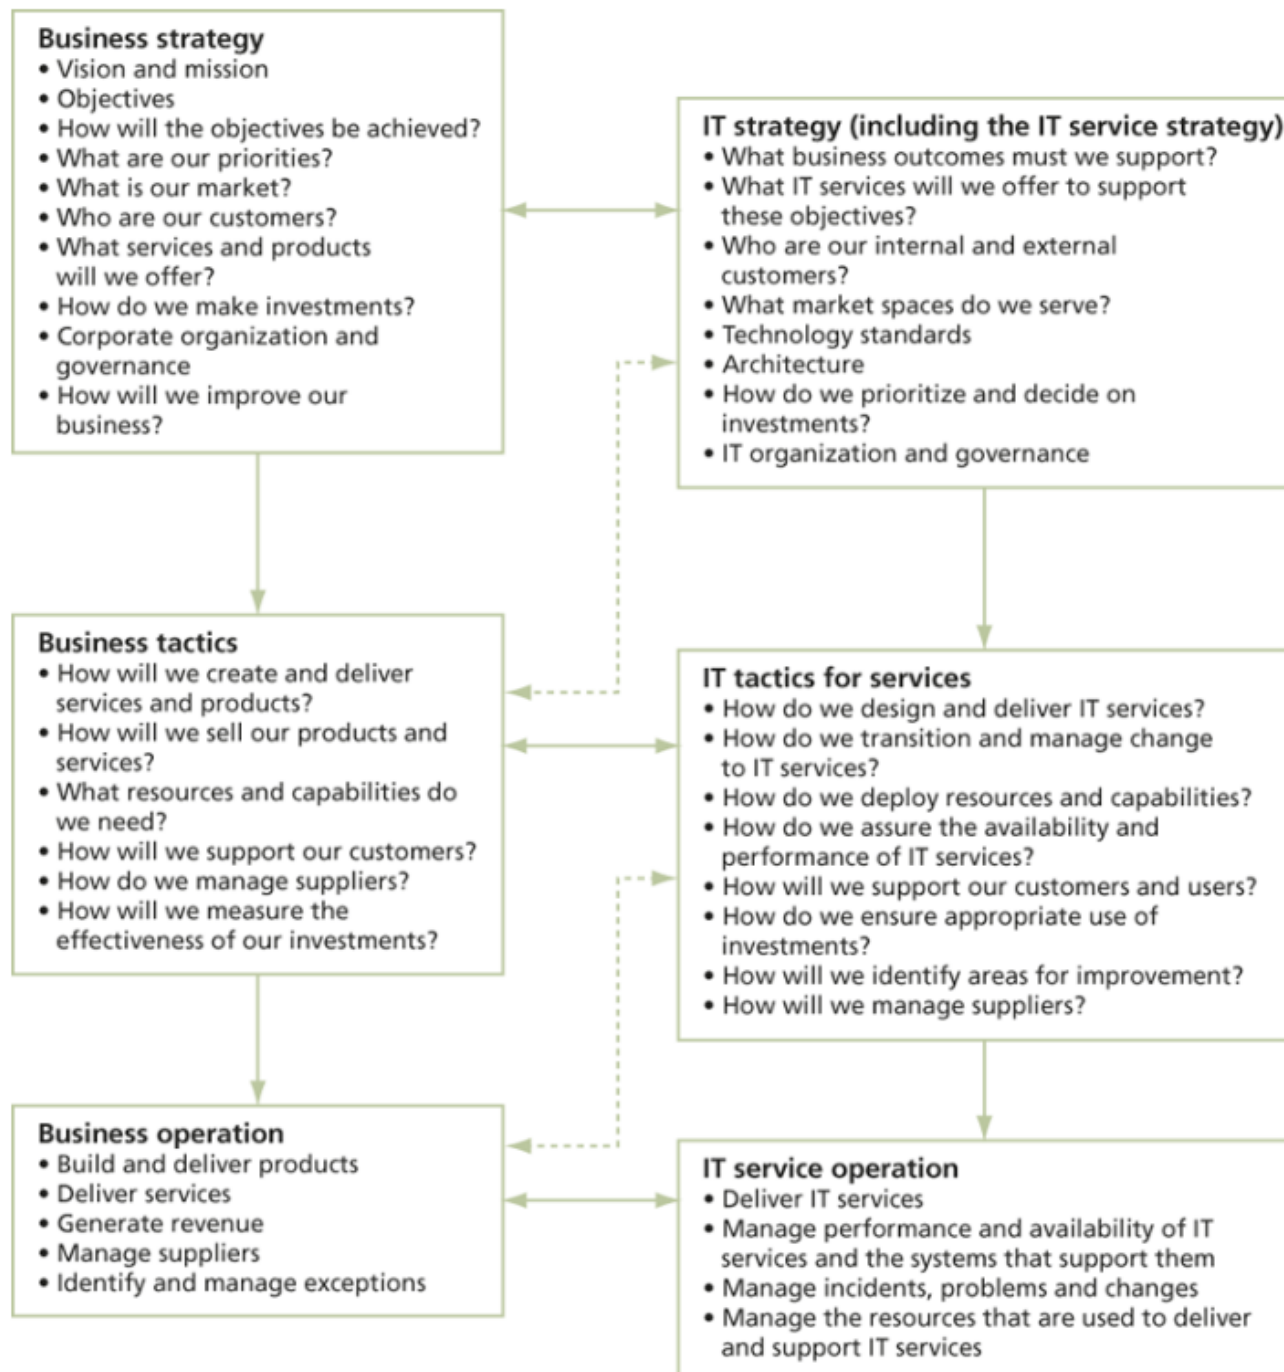 Business strategy
• Vision and mission
• Objectives
• How will the objectives be achieved?
• What are our priorities?
• What is our market?
• Who are our customers?
• What services and products
will we offer?
• How do we make investments?
• Corporate organization and
governance
• How will we improve our
business?
IT strategy (including the IT service strategy)
• What business outcomes must we support?
• What IT services will we offer to support
these objectives?
• Who are our internal and external
customers?
• What market spaces do we serve?
• Technology standards
• Architecture
• How do we prioritize and decide on
investments?
• IT organization and governance
Business tactics
• How will we create and deliver
services and products?
• How will we sell our products and
services?
• What resources and capabilities do
we need?
• How will we support our customers?
• How do we manage suppliers?
• How will we measure the
effectiveness of our investments?
IT tactics for services
• How do we design and deliver IT services?
• How do we transition and manage change
to IT services?
• How do we deploy resources and capabilities?
• How do we assure the availability and
performance of IT services?
• How will we support our customers and users?
• How do we ensure appropriate use of
investments?
• How will we identify areas for improvement?
• How will we manage suppliers?
Business operation
• Build and deliver products
• Deliver services
• Generate revenue
• Manage suppliers
• Identify and manage exceptions
IT service operation
• Deliver IT services
• Manage performance and availability of IT
services and the systems that support them
• Manage incidents, problems and changes
• Manage the resources that are used to deliver
and support IT services